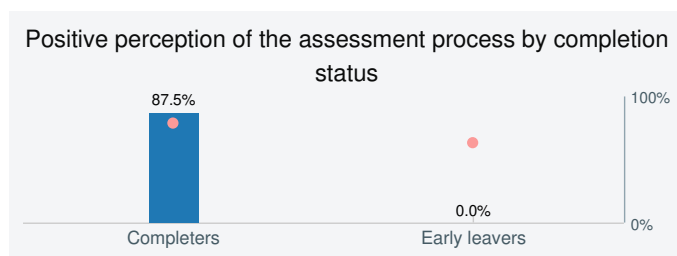 Positive perception of the assessment process by completion
status
87.5%
100%
0.0%
0%
Completers
Early leavers